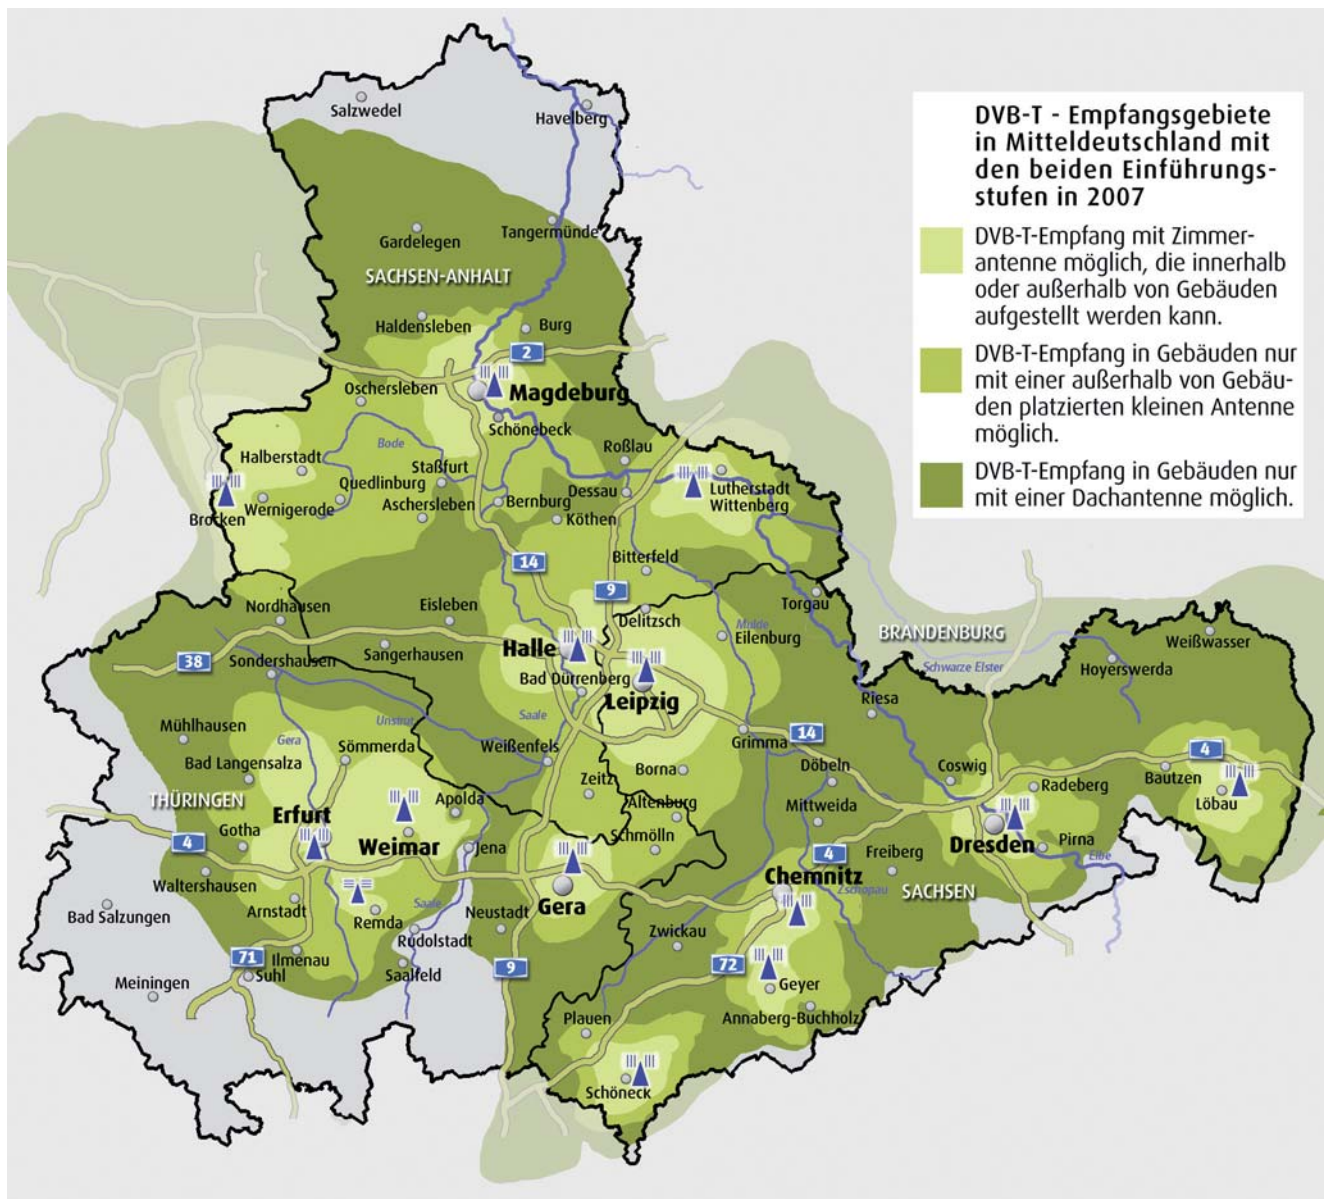 Salzwedel
Havelberg
DVB-T - Empfangsgebiete
in Mitteldeutschland mit
den beiden Einführungs-
stufen in 2007
DVB-T-Empfang mit Zimmer-
antenne möglich, die innerhalb
oder außerhalb von Gebäuden
aufgestellt werden kann.
DVB-T-Empfang in Gebäuden nur
mit einer außerhalb von Gebäu-
den platzierten kleinen Antenne
möglich.
DVB-T-Empfang in Gebäuden nur
mit einer Dachantenne möglich.
Tangermünde
Gardelegen
SACHSEN-ANHALT
Haldensleben
Burg
2
Oschersleben
Magdeburg
Schönebeck
Bode
Roßlau
Halberstadt
Staßfurt
Quedlinburg
Dessau
Lutherstadt
Wittenberg
Bernburg
Aschersleben
Wernigerode
Brocken
Köthen
14
Bitterfeld
9
Nordhausen
Eisleben
Delitzsch
Torgau
Mulde
Eilenburg
BRANDENBURG
Weißwasser
Schwarze Elster
Hoyerswerda
38
Sondershausen
Sangerhausen
Halle
Bad Dürrenberg
Leipzig
Riesa
Mühlhausen
Unstrut
Saale
Gera
Sömmerda
Weißenfels
Grimma
14
4
Bad Langensalza
Zeitz
Borna
Döbeln
Coswig
Radeberg
Bautzen
Löbau
THÜRINGEN
Apolda
Altenburg
Mittweida
Erfurt
Gotha
4
Weimar
Jena
Schmölln
4
Freiberg
Dresden
Pirna
Elbe
Waltershausen
Chemnitz
Zschopau
SACHSEN
Bad Salzungen
Arnstadt
Remda
Saale
Neustadt
Gera
Zwickau
Rudolstadt
71
Ilmenau
Suhl
Saalfeld
9
72
Meiningen
Geyer
Annaberg-Buchholz
Plauen
Schöneck